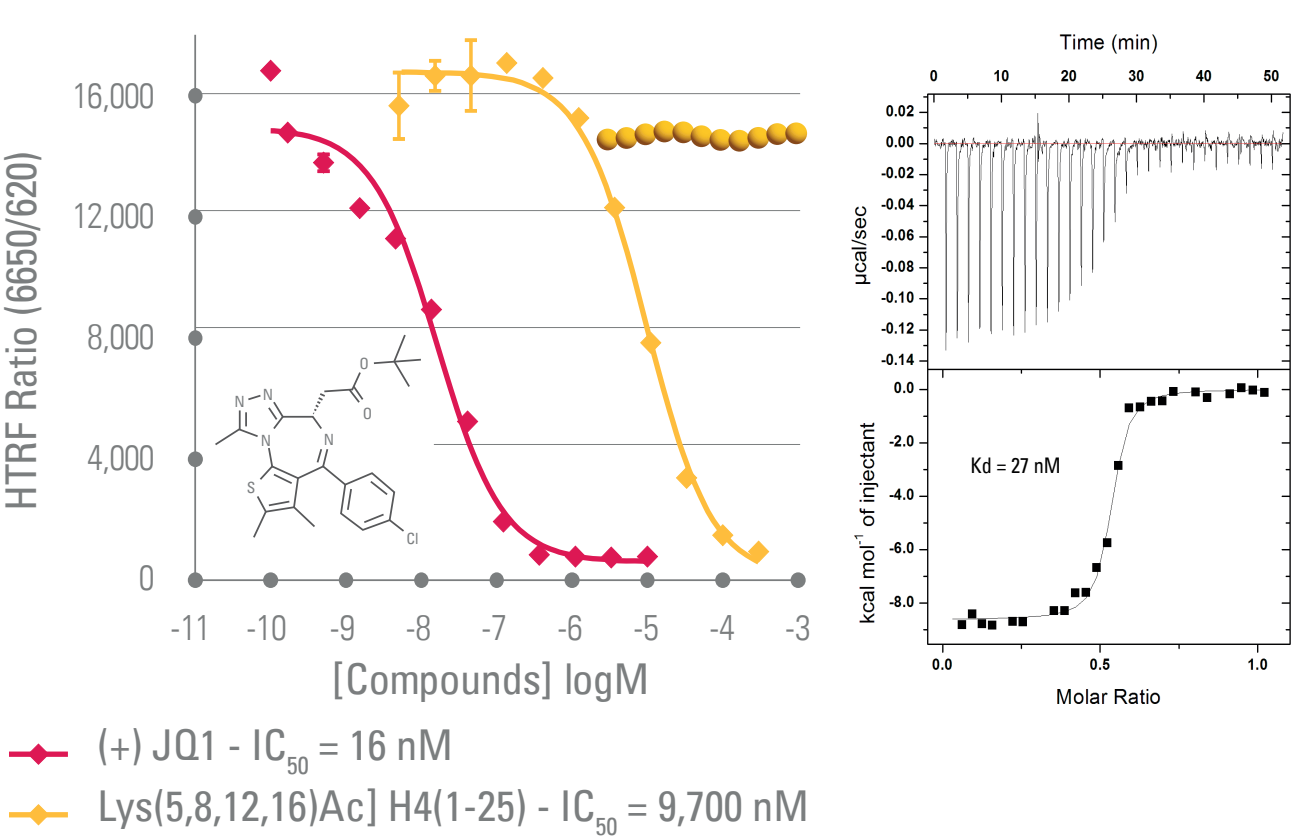 HTRF Ratio (6650/620)
16,000
12,000
8,000
4,000
0
-11 -10 -9 -8 -7 -6 -5 -4 -3
[Compounds] logM
N N
N N
S
O
O
Cl
(+) JQ1 - IC50 = 16 nM
Lys(5,8,12,16)Ac] H4(1-25) - IC50 = 9,700 nM
Time (min)
0 10 20 30 40 50
µcal/sec
0.02
0.00
-0.02
-0.04
-0.06
-0.08
-0.10
-0.12
-0.14
kcal mol-1 of injectant
0.0
-2.0
-4.0
-6.0
-8.0
Kd = 27 nM
0.0 0.5 1.0
Molar Ratio